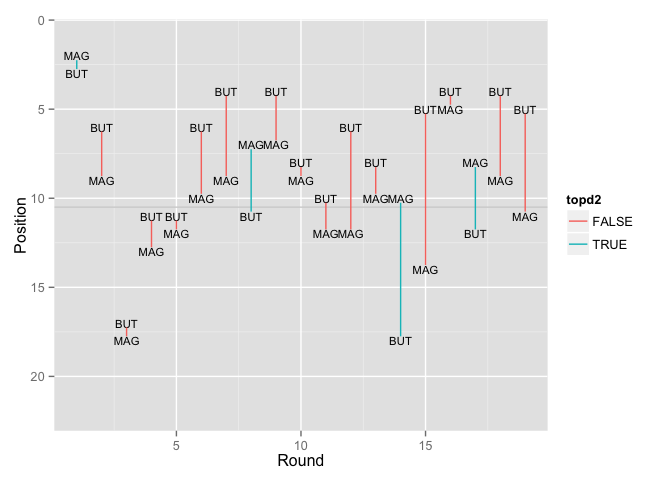 0
MAG
BUT
BUT BUT BUT BUT
5 BUT MAG BUT
BUT BUT BUT
MAG MAG
BUT MAG BUT MAG
MAG MAG MAG MAG
10 MAG BUT MAG MAG
BUT BUT BUT MAG
MAG MAG MAG BUT
MAG
MAG
15
BUT
MAG BUT
20
Position
5 10 15
Round
topd2
FALSE
TRUE